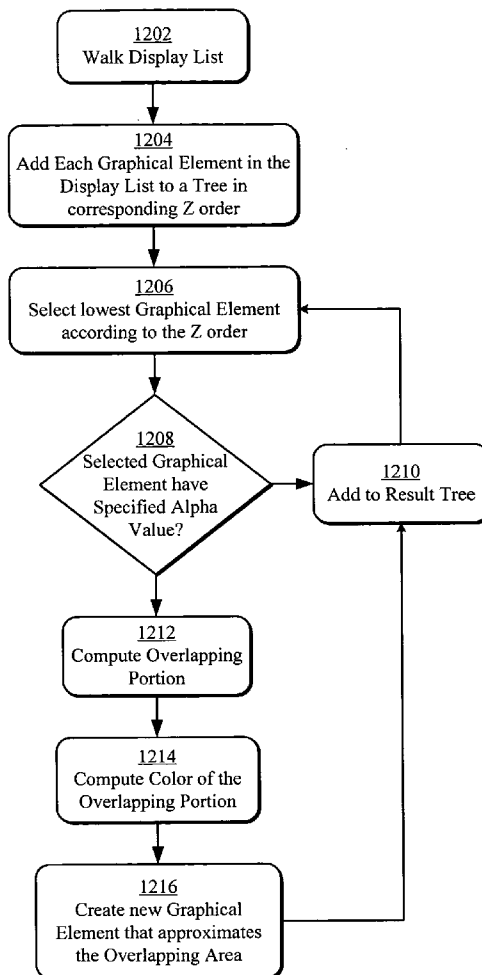 1202
Walk Display List
1204
Add Each Graphical Element in the
Display List to a Tree in
corresponding Z order
1206
Select lowest Graphical Element
according to the Z order
1208
Selected Graphical
Element have
Specified Alpha
Value?
1210
Add to Result Tree
1212
Compute Overlapping
Portion
1214
Compute Color of the
Overlapping Portion
1216
Create new Graphical
Element that approximates
the Overlapping Area